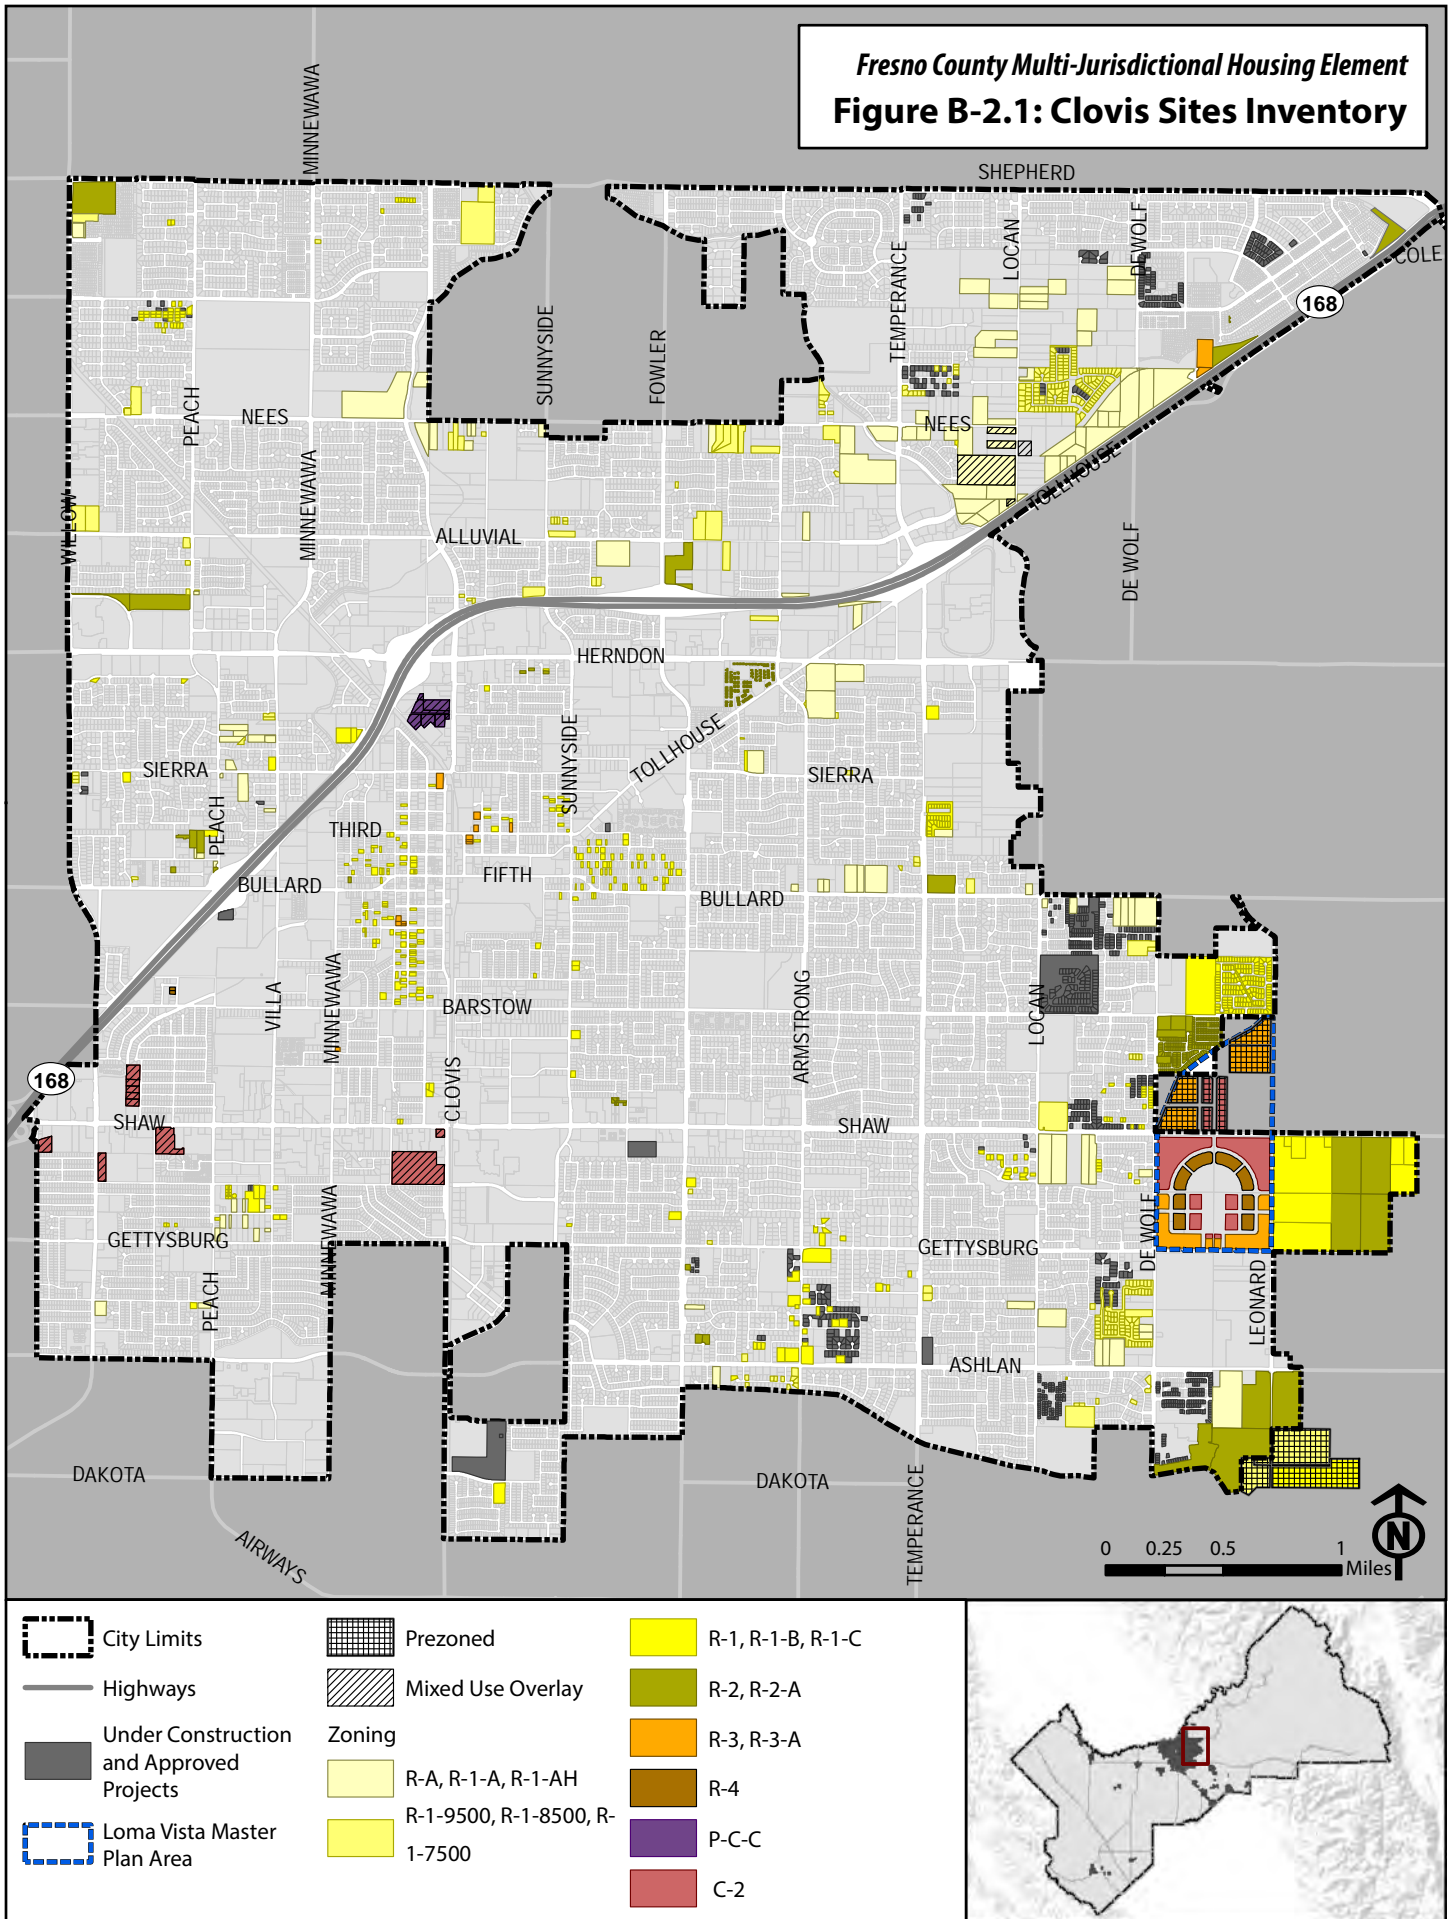 Fresno County Multi-Jurisdictional Housing Element
Figure B-2.1: Clovis Sites Inventory
MINNEWAWA
SHEPHERD
DEWOLF
LOCAN
TEMPERANCE
COLE
168
SUNNYSIDE
FOWLER
PEACH
NEES
NEES
MINNEWAWA
WILLOW
TOLLHOUSE
ALLUVIAL
DE WOLF
HERNDON
SUNNYSIDE
TOLLHOUSE
SIERRA
SIERRA
PEACH
THIRD
FIFTH
BULLARD
BULLARD
VILLA
MINNEWAWA
BARSTOW
ARMSTRONG
LOCAN
168
CLOVIS
SHAW
SHAW
MINNEWAWA
DE WOLF
GETTYSBURG
GETTYSBURG
PEACH
LEONARD
ASHLAN
DAKOTA
DAKOTA
TEMPERANCE
AIRWAYS
N
0 0.25 0.5 1
Miles
City Limits
Highways
Under Construction
and Approved
Projects
Loma Vista Master
Plan Area
Prezoned
Mixed Use Overlay
Zoning
R-A, R-1-A, R-1-AH
R-1-9500, R-1-8500, R-
1-7500
R-1, R-1-B, R-1-C
R-2, R-2-A
R-3, R-3-A
R-4
P-C-C
C-2